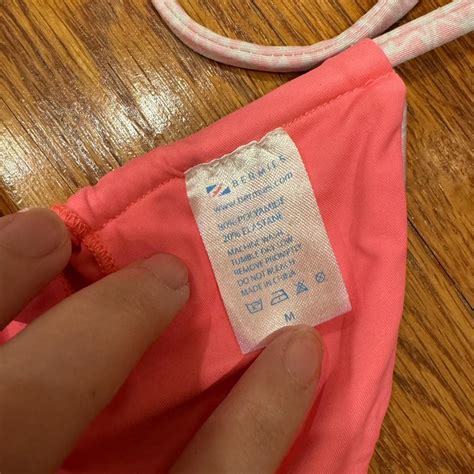 BERMIES
www.bermies.com
80% POLYAMIDE
20% ELASTANE
MACHINE WASH
TUMBLE DRY LOW
REMOVE PROMPTLY
DO NOT BLEACH
MADE IN CHINA
M